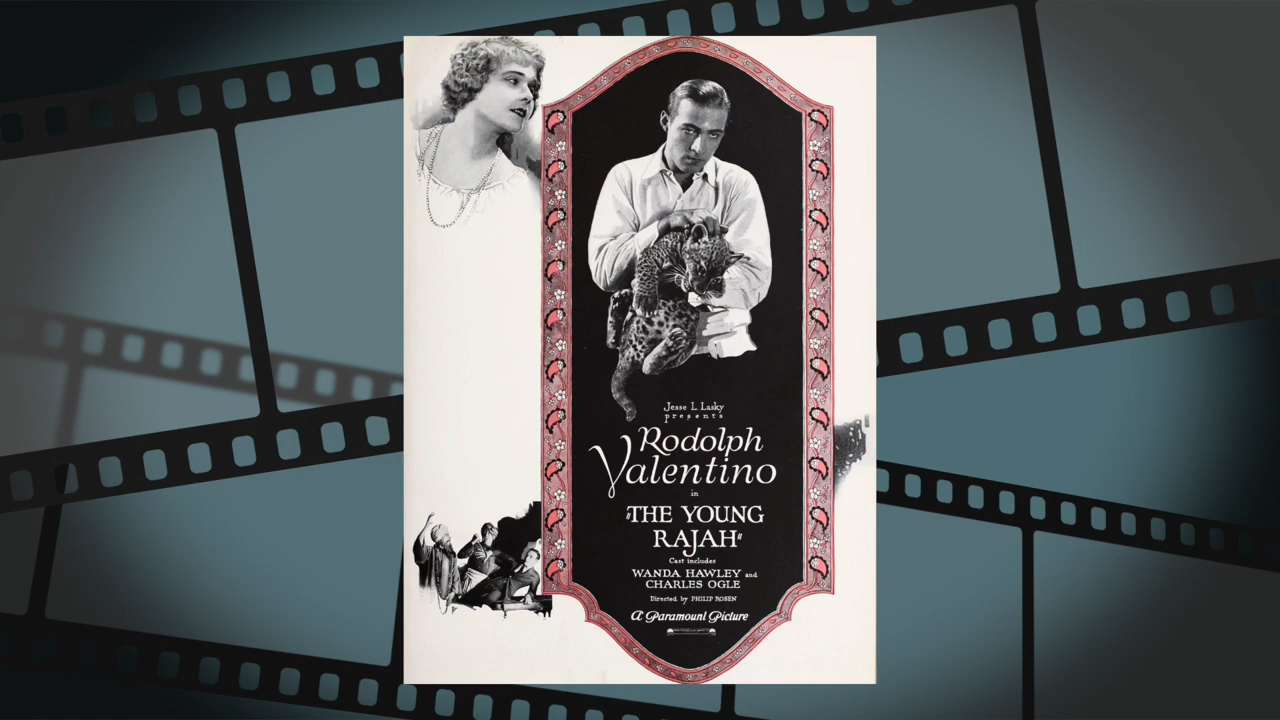 Jesse L. Lasky
presents
Rodolph
Valentino
in
"THE YOUNG
RAJAH"
Cast includes
WANDA HAWLEY and
CHARLES OGLE
Directed by PHILIP ROSEN
A Paramount Picture